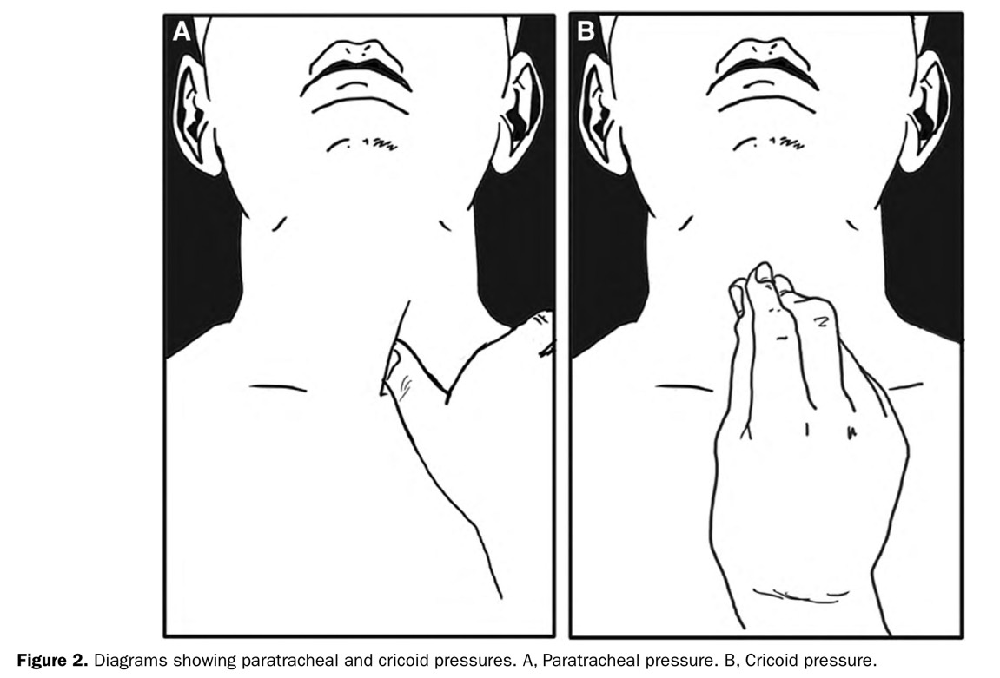 A
B
Figure 2. Diagrams showing paratracheal and cricoid pressures. A, Paratracheal pressure. B, Cricoid pressure.